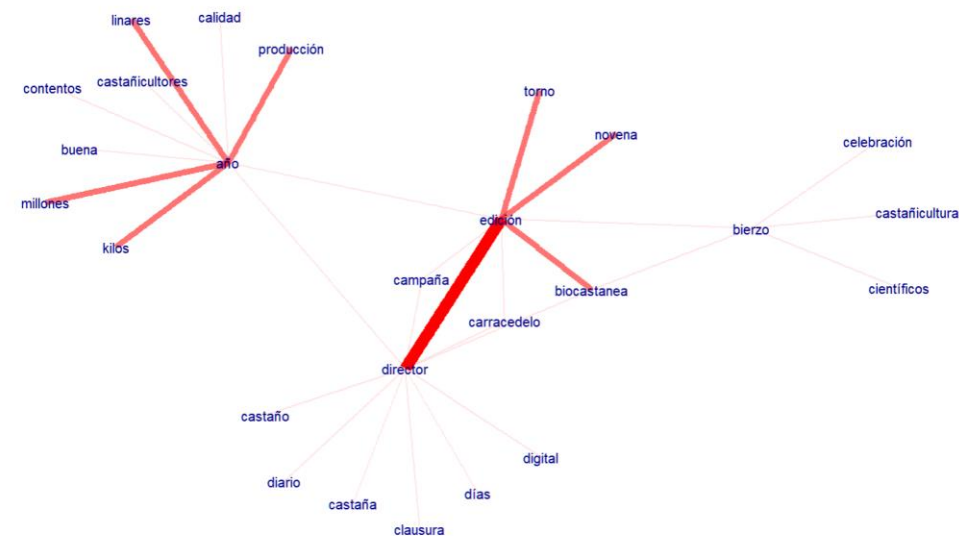 linares
calidad
producción
castañicultores
contentos
torno
novena
celebración
buena
año
millones
castañicultura
edición
bierzo
kilos
campaña
biocastanea
científicos
carracedelo
director
castaño
digital
diario
días
castaña
clausura